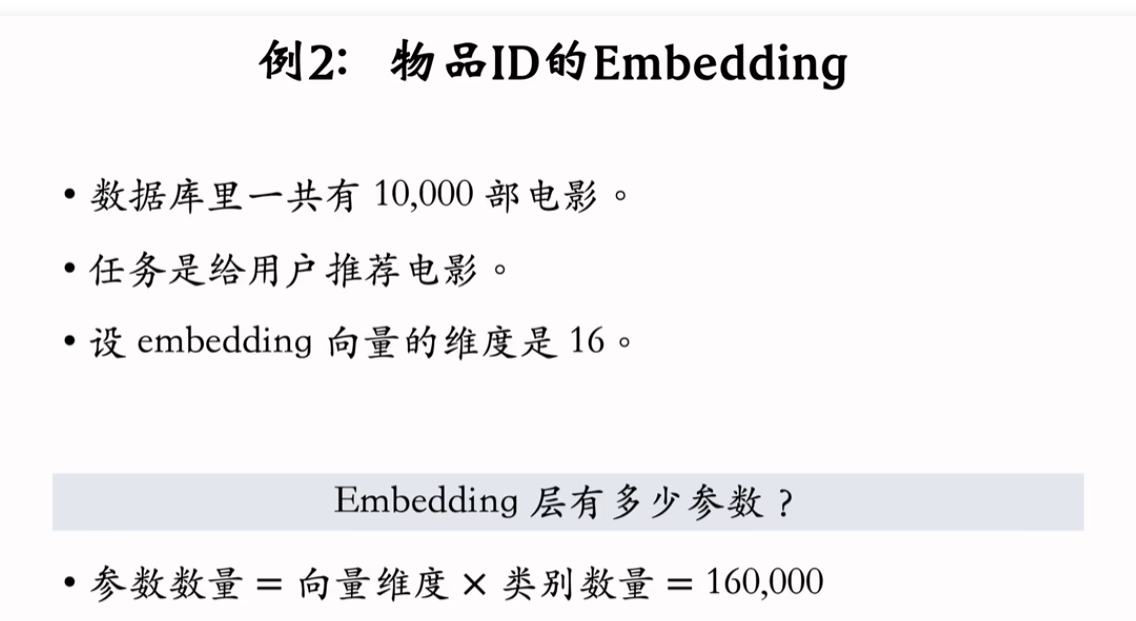 例2： 物品ID的Embedding
• 数据库里一共有 10,000 部电影。
• 任务是给用户推荐电影。
• 设 embedding 向量的维度是 16。
Embedding 层有多少参数？
• 参数数量 = 向量维度 × 类别数量 = 160,000